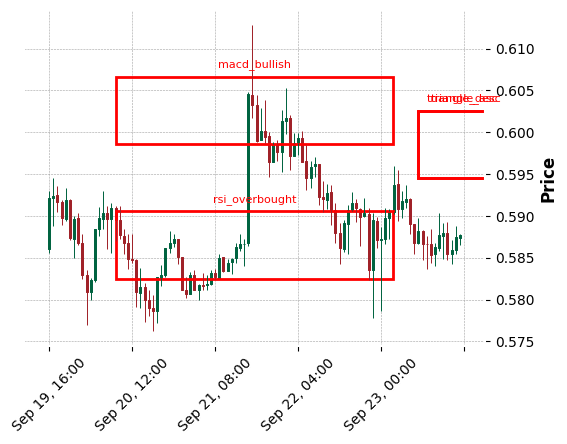 macd_bullish
rsi_overbought
triangle_desc
0.610
0.605
0.600
0.595
0.590
0.585
0.580
0.575
Price
Sep 19, 16:00
Sep 20, 12:00
Sep 21, 08:00
Sep 22, 04:00
Sep 23, 00:00